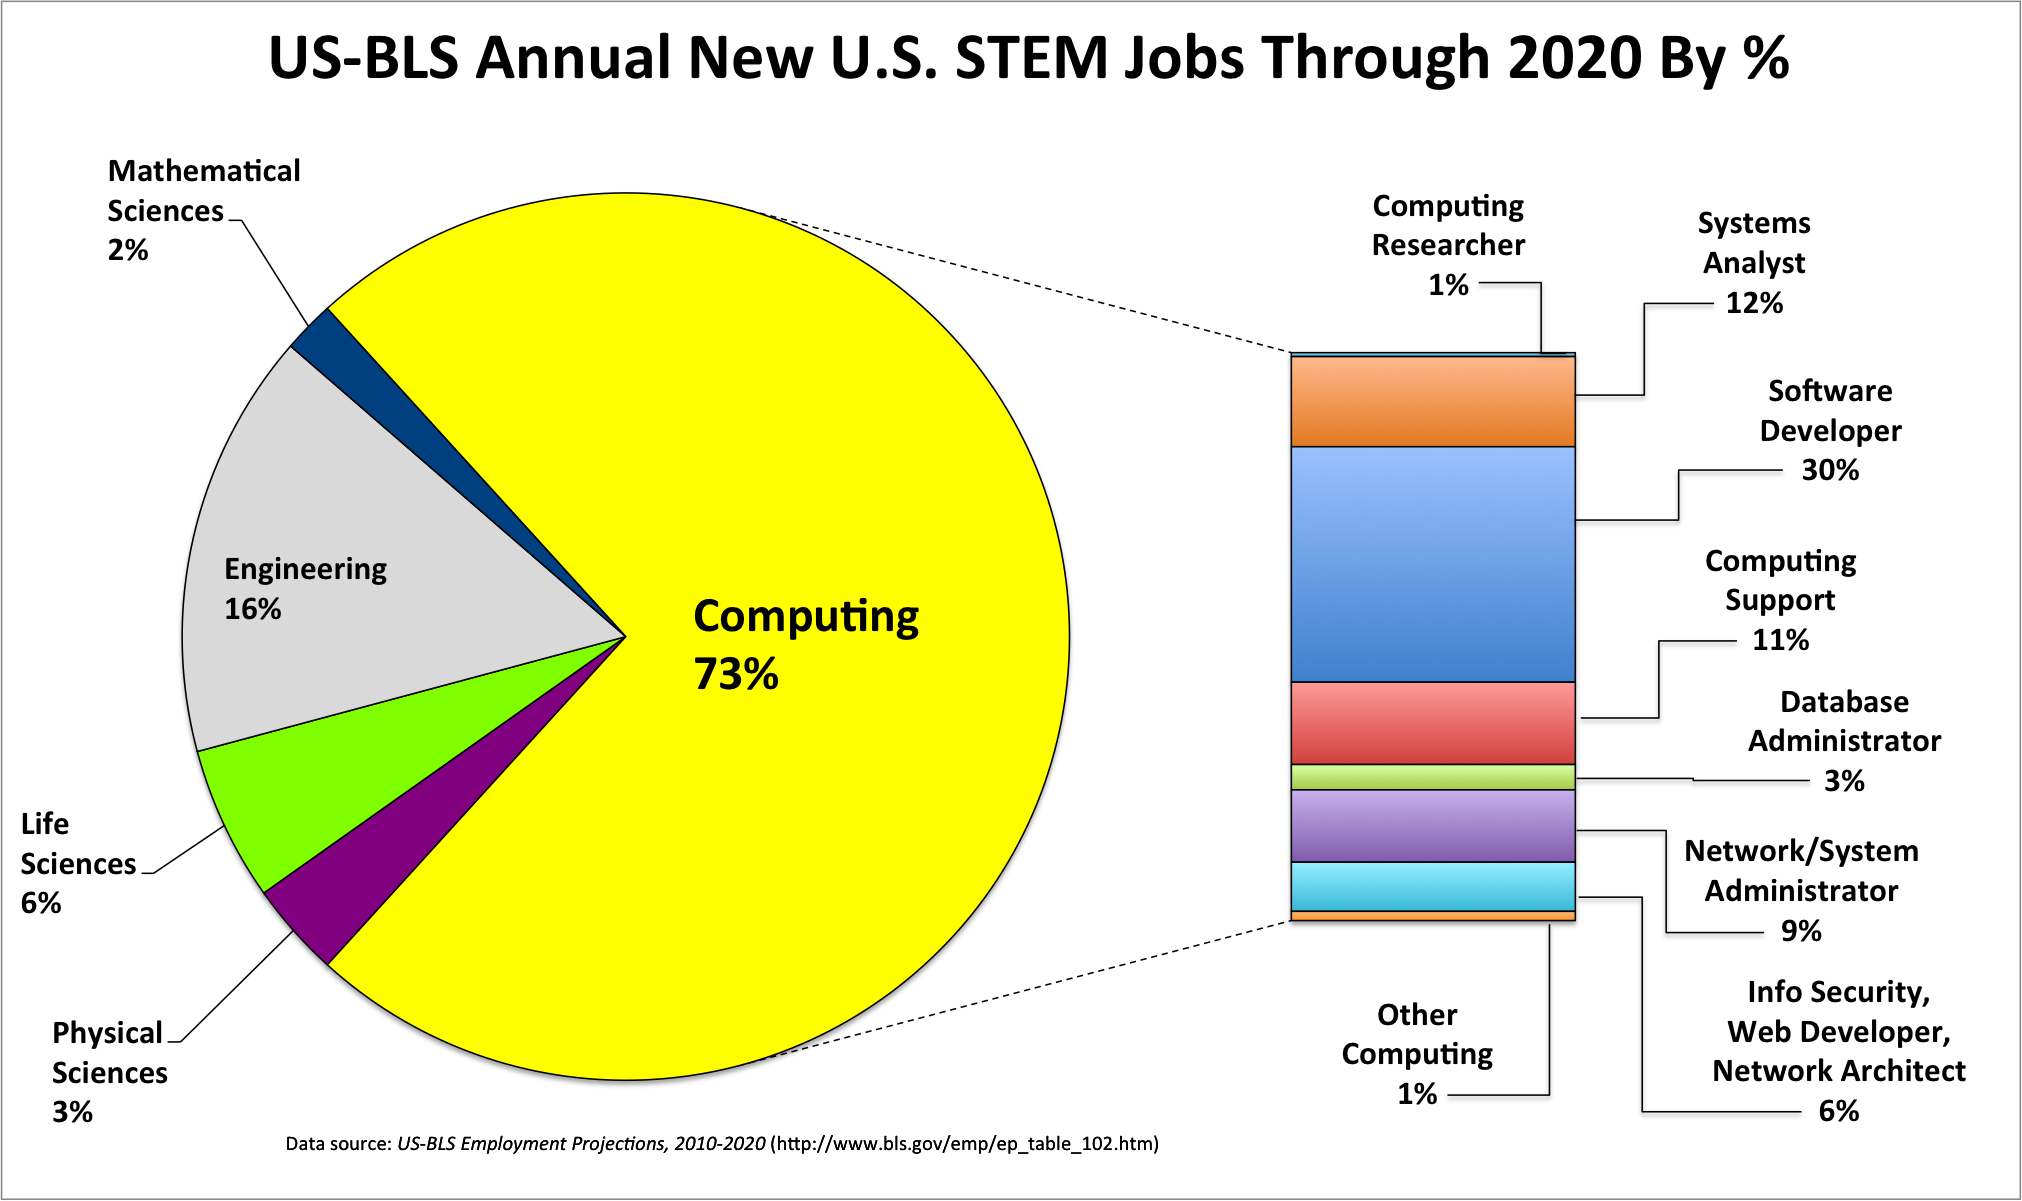 US-BLS Annual New U.S. STEM Jobs Through 2020 By %
Mathematical
Sciences
2%
Engineering
16%
Life
Sciences
6%
Physical
Sciences
3%
Computing
73%
Computing
Researcher
1%
Systems
Analyst
12%
Software
Developer
30%
Computing
Support
11%
Database
Administrator
3%
Network/System
Administrator
9%
Info Security,
Web Developer,
Network Architect
6%
Other
Computing
1%
Data source: US-BLS Employment Projections, 2010-2020 (http://www.bls.gov/emp/ep_table_102.htm)